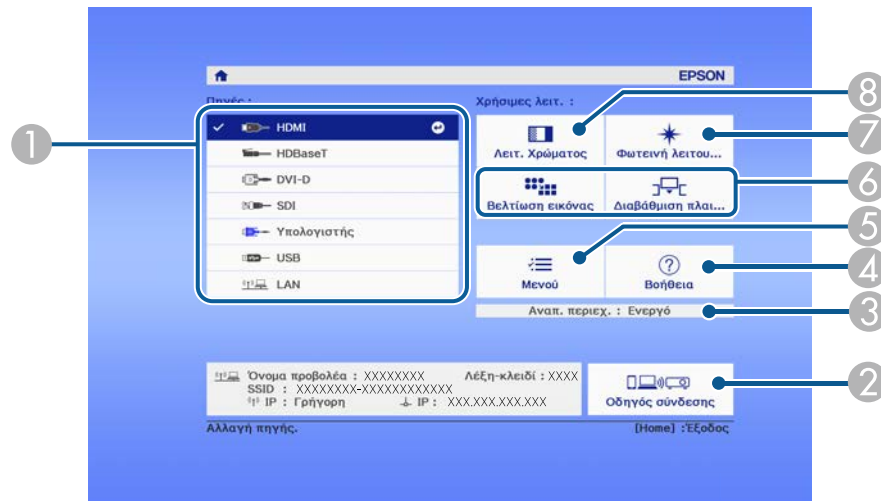 EPSON
Πηγές :
HDMI
HDBaseT
DVI-D
SDI
Υπολογιστής
USB
LAN
Χρήσιμες λειτ. :
Λειτ. Χρώματος
Φωτεινή λειτου...
Βελτίωση εικόνας
Διαβάθμιση πλαι...
Μενού
Βοήθεια
Αναπ. περιεχ. : Ενεργό
Όνομα προβολέα : XXXXXXXX Λέξη-κλειδί : XXXX
SSID : XXXXXXXX-XXXXXXXXXXXX
IP : Γρήγορη IP : XXX.XXX.XXX.XXX
Οδηγός σύνδεσης
Αλλαγή πηγής. [Home] :Έξοδος
1
8
7
6
5
4
3
2